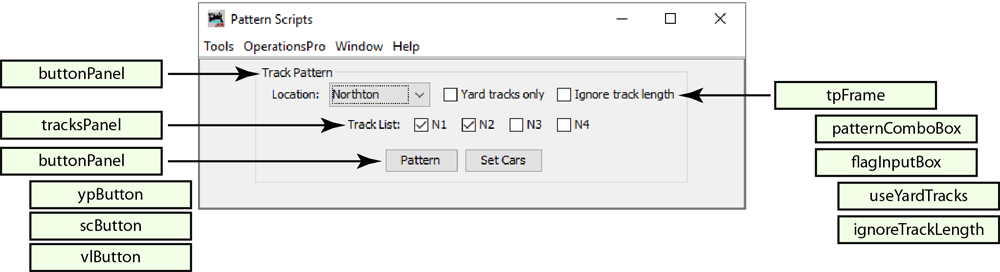 Pattern Scripts
Tools OperationsPro Window Help
buttonPanel
Track Pattern
Location: Northton Yard tracks only Ignore track length
tpFrame
patternComboBox
flagInputBox
useYardTracks
ignoreTrackLength
tracksPanel
Track List: N1 N2 N3 N4
buttonPanel
Pattern Set Cars
ypButton
scButton
vlButton